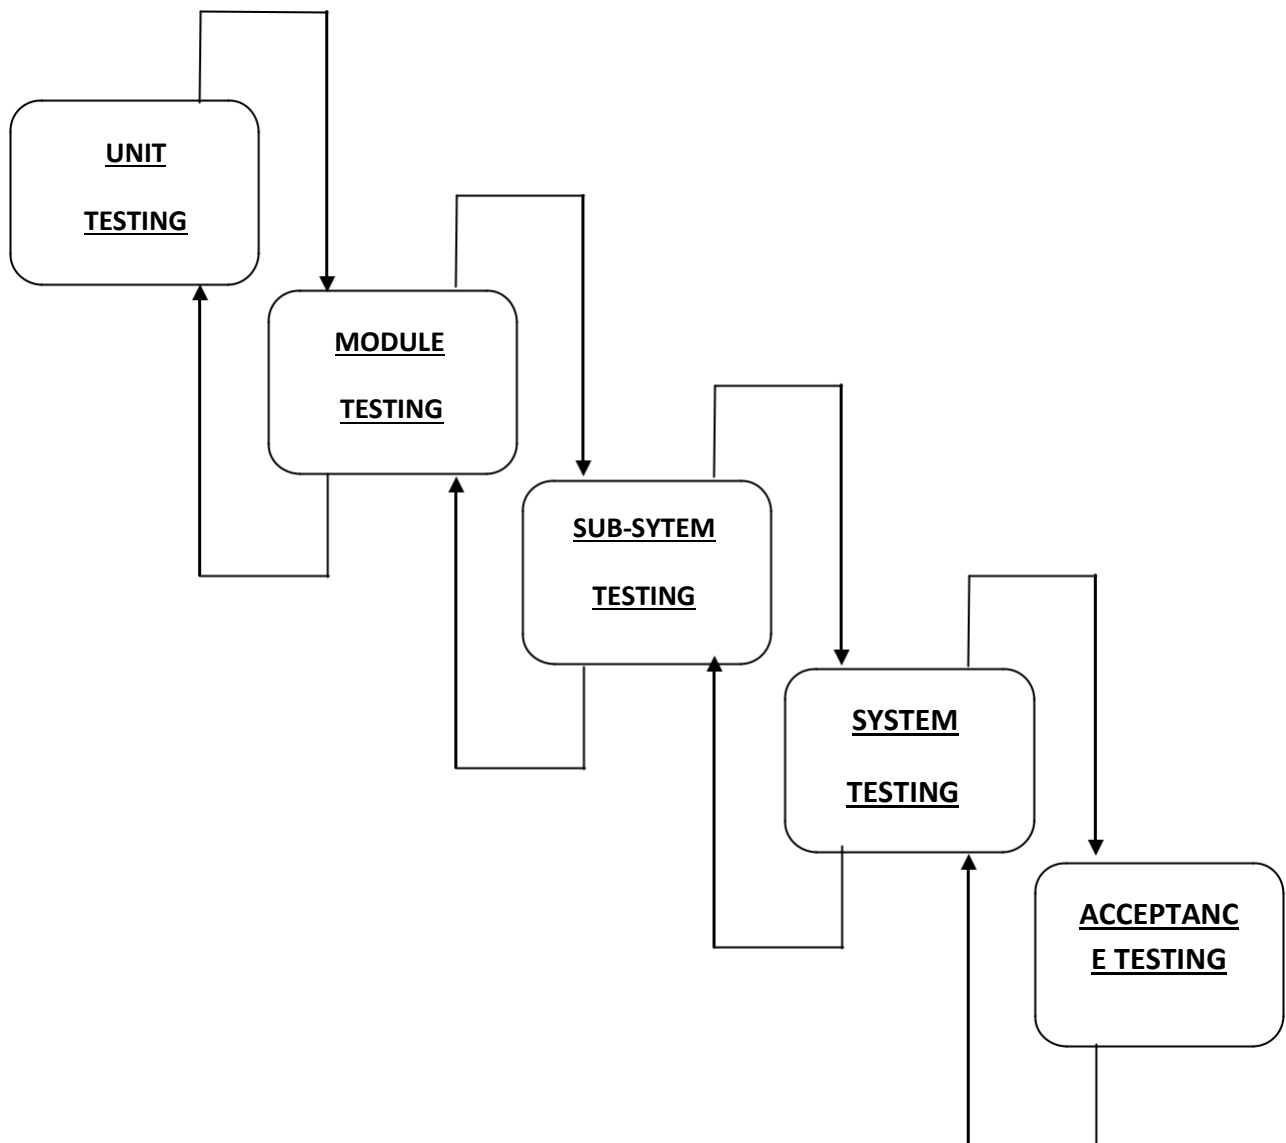 UNIT
TESTING
MODULE
TESTING
SUB-SYTEM
TESTING
SYSTEM
TESTING
ACCEPTANC
E TESTING